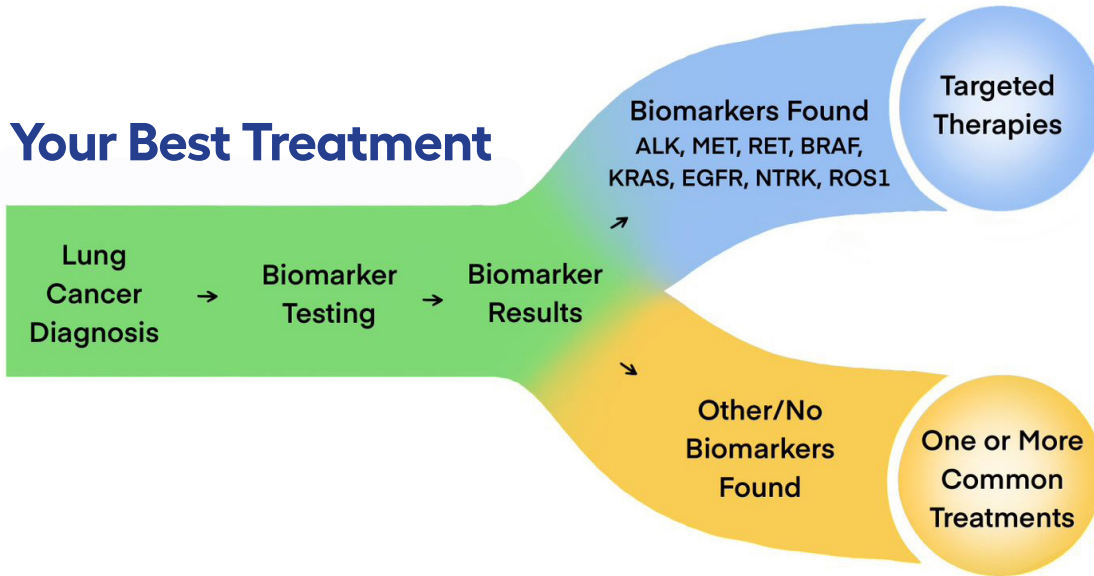 Your Best Treatment
Lung
Cancer
Diagnosis
Biomarker
Testing
Biomarker
Results
Biomarkers Found
ALK, MET, RET, BRAF,
KRAS, EGFR, NTRK, ROS1
Targeted
Therapies
Other/No
Biomarkers
Found
One or More
Common
Treatments